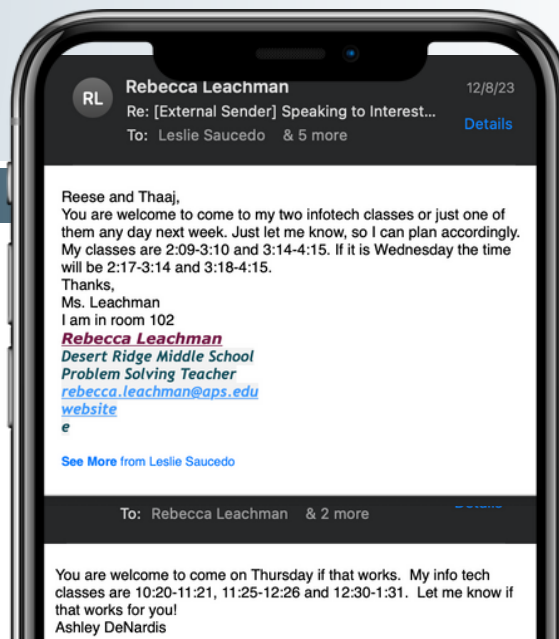 RL
Rebecca Leachman
12/8/23
Re: [External Sender] Speaking to Interest...
Details
To: Leslie Saucedo & 5 more
Reese and Thaaj,
You are welcome to come to my two infotech classes or just one of
them any day next week. Just let me know, so I can plan accordingly.
My classes are 2:09-3:10 and 3:14-4:15. If it is Wednesday the time
will be 2:17-3:14 and 3:18-4:15.
Thanks,
Ms. Leachman
I am in room 102
Rebecca Leachman
Desert Ridge Middle School
Problem Solving Teacher
rebecca.leachman@aps.edu
website
e
See More from Leslie Saucedo
To: Rebecca Leachman & 2 more
You are welcome to come on Thursday if that works. My info tech
classes are 10:20-11:21, 11:25-12:26 and 12:30-1:31. Let me know if
that works for you!
Ashley DeNardis